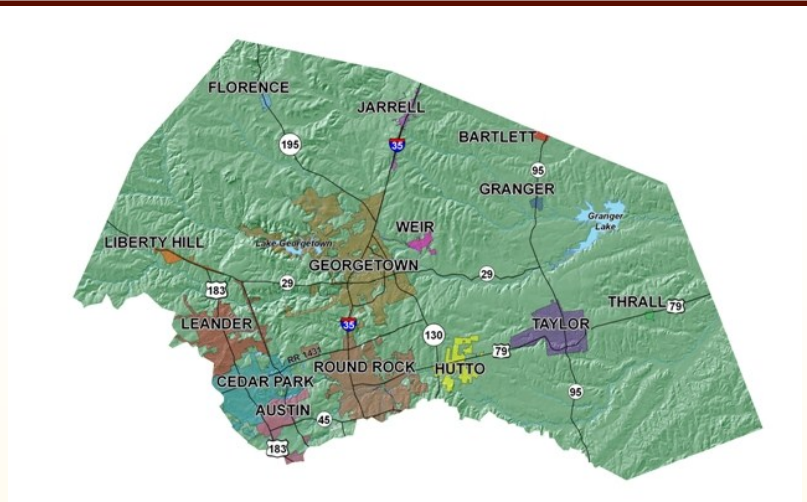 FLORENCE
JARRELL
195
35
BARTLETT
95
GRANGER
Granger
Lake
WEIR
LIBERTY HILL
Lake Georgetown
GEORGETOWN
183
29
29
THRALL
79
LEANDER
35
130
TAYLOR
79
RR 1431
ROUND ROCK
HUTTO
CEDAR PARK
95
AUSTIN
45
183